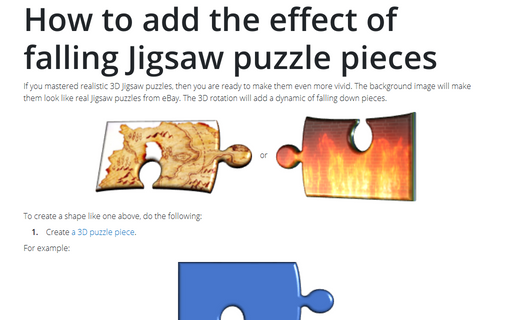 How to add the effect of
falling Jigsaw puzzle pieces
If you mastered realistic 3D Jigsaw puzzles, then you are ready to make them even more vivid. The background image will make
them look like real Jigsaw puzzles from eBay. The 3D rotation will add a dynamic of falling down pieces.
or
To create a shape like one above, do the following:
1. Create a 3D puzzle piece.
For example: